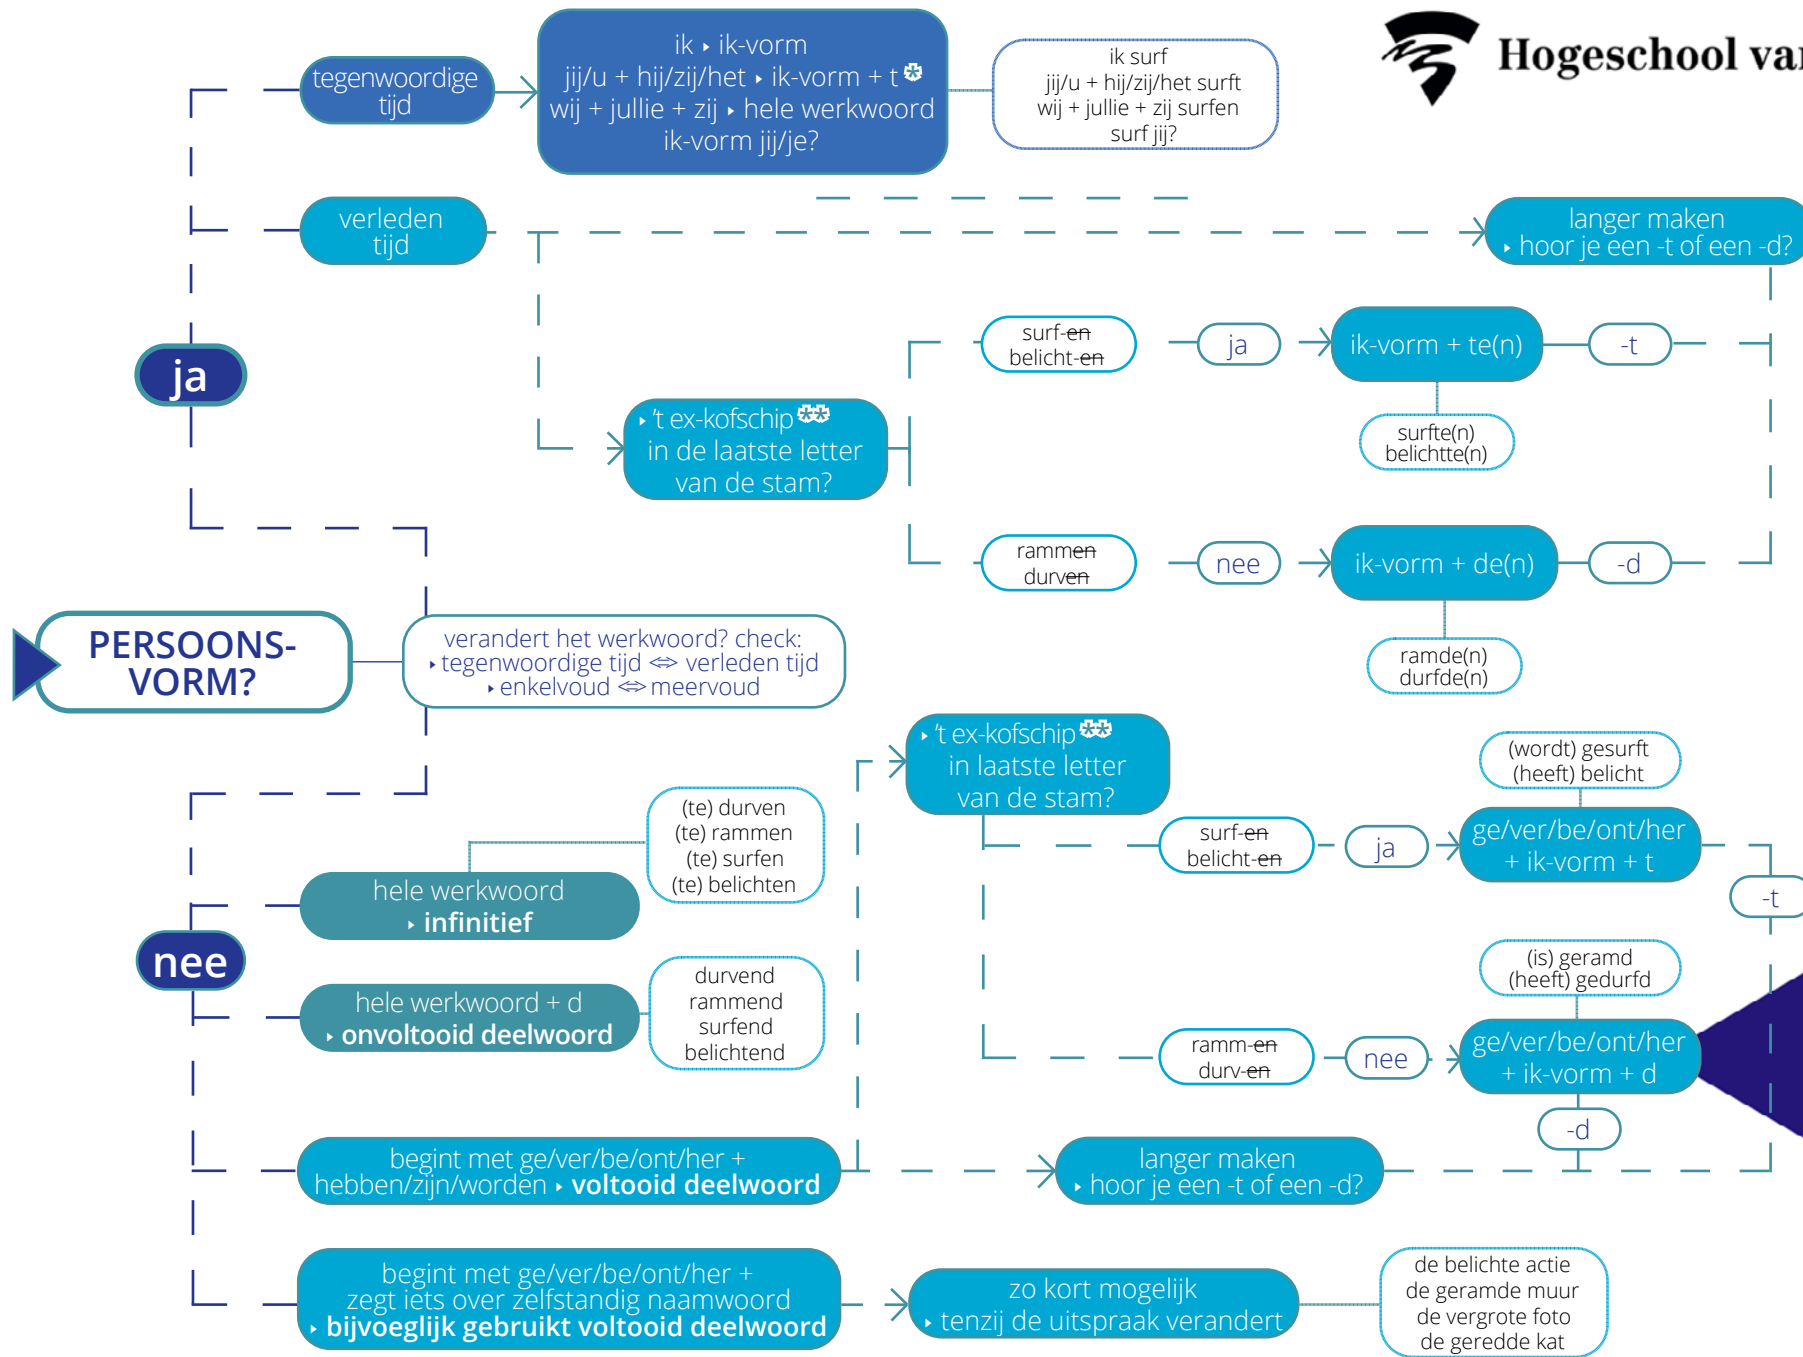 Hogeschool van
tegenwoordige
tijd
ik ▸ ik-vorm
jij/u + hij/zij/het ▸ ik-vorm + t *
wij + jullie + zij ▸ hele werkwoord
ik-vorm jij/je?
ik surf
jij/u + hij/zij/het surft
wij + jullie + zij surfen
surf jij?
verleden
tijd
langer maken
▸ hoor je een -t of een -d?
surf-en
belicht-en
ja
ik-vorm + te(n)
-t
surfte(n)
belichtte(n)
ja
▸ 't ex-kofschip **
in de laatste letter
van de stam?
rammen
durven
nee
ik-vorm + de(n)
-d
ramde(n)
durfde(n)
PERSOONS-
VORM?
verandert het werkwoord? check:
▸ tegenwoordige tijd ⇔ verleden tijd
▸ enkelvoud ⇔ meervoud
▸ 't ex-kofschip **
in laatste letter
van de stam?
(wordt) gesurft
(heeft) belicht
surf-en
belicht-en
ja
ge/ver/be/ont/her
+ ik-vorm + t
-t
(te) durven
(te) rammen
(te) surfen
(te) belichten
hele werkwoord
▸ infinitief
nee
durvend
rammend
surfend
belichtend
hele werkwoord + d
▸ onvoltooid deelwoord
(is) geramd
(heeft) gedurfd
ramm-en
durv-en
nee
ge/ver/be/ont/her
+ ik-vorm + d
-d
begint met ge/ver/be/ont/her +
hebben/zijn/worden ▸ voltooid deelwoord
langer maken
▸ hoor je een -t of een -d?
begint met ge/ver/be/ont/her +
zegt iets over zelfstandig naamwoord
▸ bijvoeglijk gebruikt voltooid deelwoord
zo kort mogelijk
▸ tenzij de uitspraak verandert
de belichte actie
de geramde muur
de vergrote foto
de geredde kat